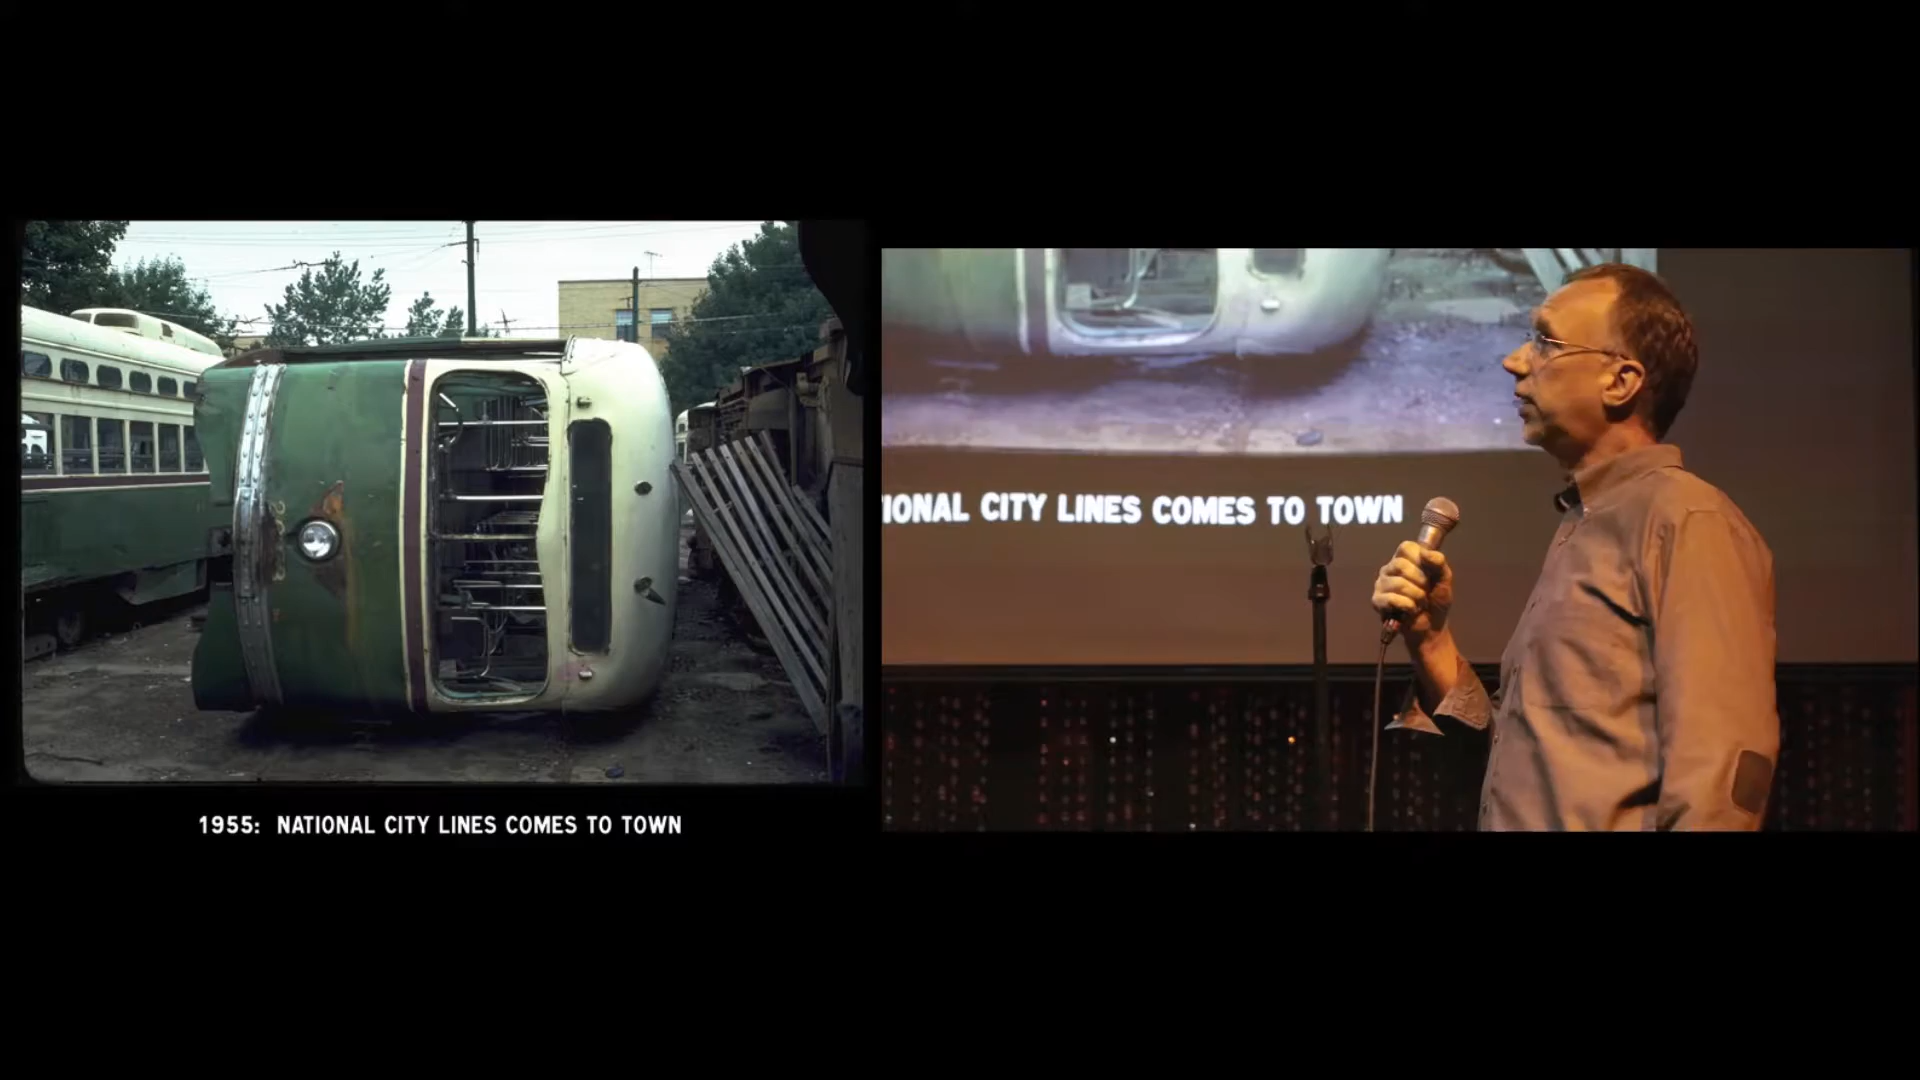 1955: NATIONAL CITY LINES COMES TO TOWN
IONAL CITY LINES COMES TO TOWN